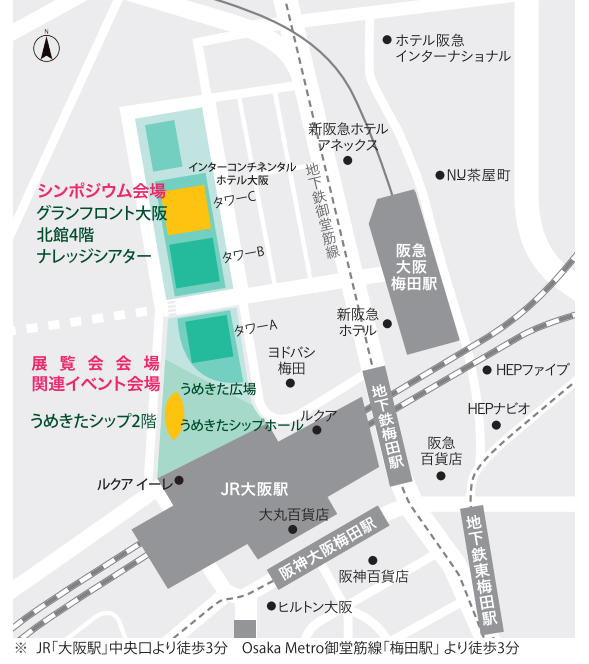 N
ホテル阪急
インターナショナル
新阪急ホテル
アネックス
インターコンチネンタル
ホテル大阪
地下鉄御堂筋線
NU茶屋町
シンポジウム会場
グランフロント大阪
北館4階
ナレッジシアター
タワーC
タワーB
阪急
大阪
梅田駅
タワーA
新阪急
ホテル
ヨドバシ
梅田
展覧会会場
関連イベント会場
うめきたシップ2階
うめきた広場
うめきたシップホール
ルクア
地下鉄梅田駅
HEPファイブ
HEPナビオ
阪急
百貨店
ルクア イーレ
JR大阪駅
大丸百貨店
阪神大阪梅田駅
阪神百貨店
地下鉄東梅田駅
ヒルトン大阪
※ JR「大阪駅」中央口より徒歩3分 Osaka Metro御堂筋線「梅田駅」より徒歩3分